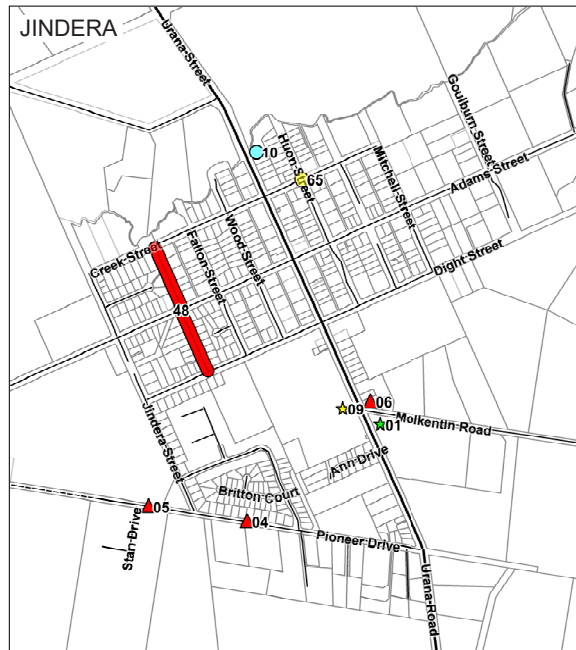 JINDERA
Urana Street
10
Huon Street
65
Mitchell Street
Goulburn Street
Adams Street
Dight Street
Creek Street
Fallon Street
Wood Street
48
Jindera Street
06
09
01
Molkentin Road
Ann Drive
Britton Court
05
04
Pioneer Drive
Stan Drive
Urana Road